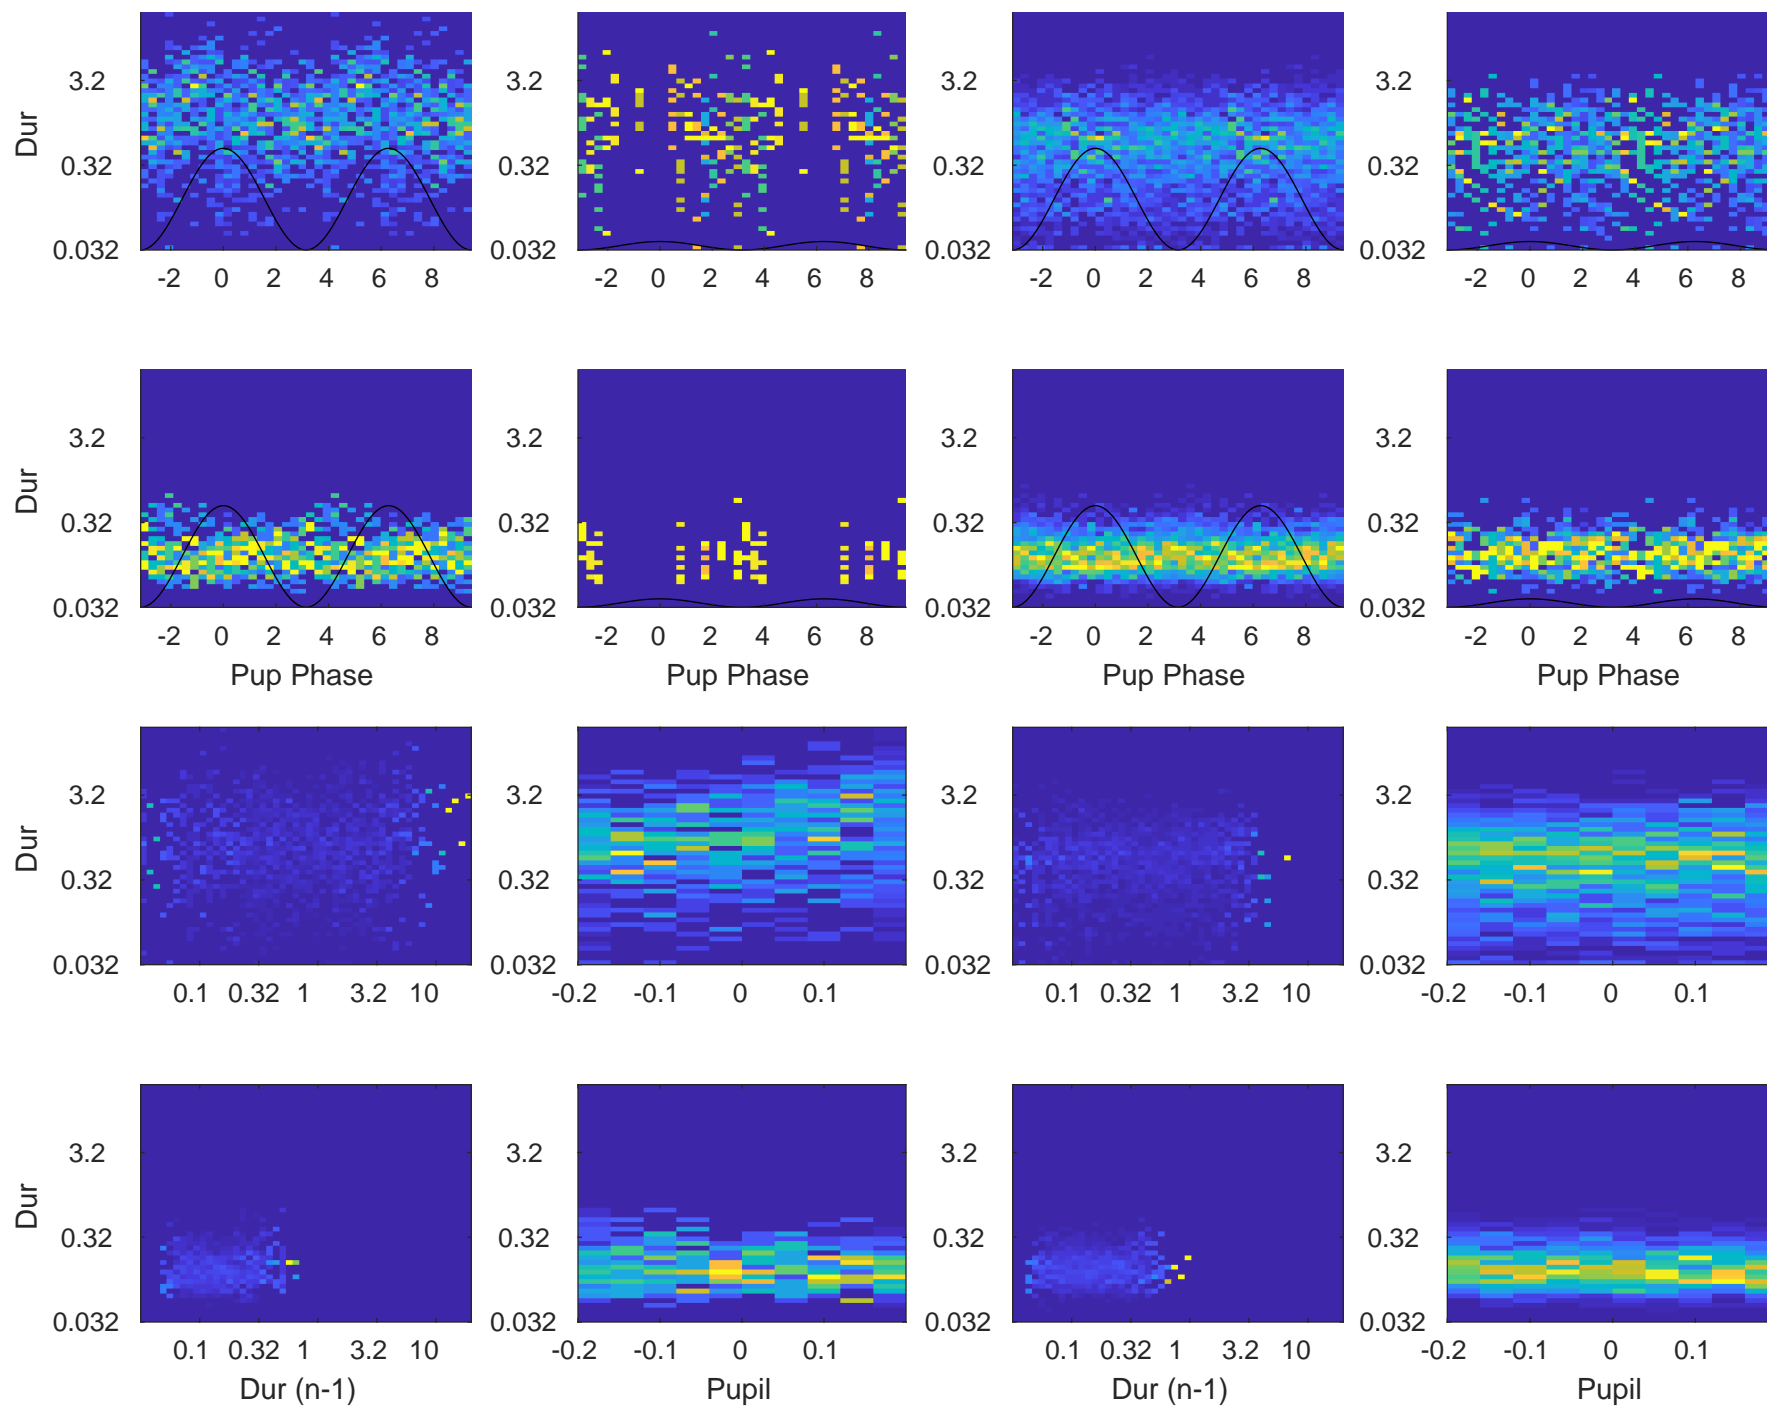 3.2 3.2 3.2 3.2
Dur
0.32 0.32 0.32 0.32
0.032 0.032 0.032 0.032
-2 0 2 4 6 8 -2 0 2 4 6 8 -2 0 2 4 6 8 -2 0 2 4 6 8
3.2 3.2 3.2 3.2
Dur
0.32 0.32 0.32 0.32
0.032 0.032 0.032 0.032
-2 0 2 4 6 8 -2 0 2 4 6 8 -2 0 2 4 6 8 -2 0 2 4 6 8
Pup Phase Pup Phase Pup Phase Pup Phase
3.2 3.2 3.2 3.2
Dur
0.32 0.32 0.32 0.32
0.032 0.032 0.032 0.032
0.1 0.32 1 3.2 10 -0.2 -0.1 0 0.1 0.1 0.32 1 3.2 10 -0.2 -0.1 0 0.1
3.2 3.2 3.2 3.2
Dur
0.32 0.32 0.32 0.32
0.032 0.032 0.032 0.032
0.1 0.32 1 3.2 10 -0.2 -0.1 0 0.1 0.1 0.32 1 3.2 10 -0.2 -0.1 0 0.1
Dur (n-1) Pupil Dur (n-1) Pupil